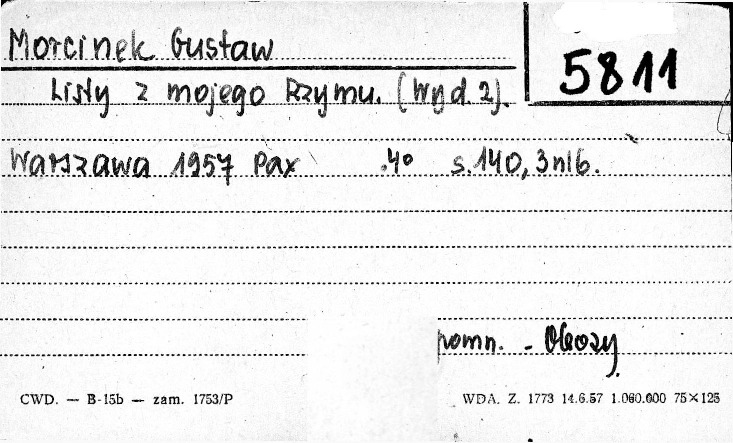 Morcinek Gustaw
5811
Listy z mojego Rzymu. (Wyd. 2).
Warszawa 1957 Pax .4° s. 140, 3 nlb.
pomn. - Obozy
CWD. — B-15b — zam. 1753/P
WDA. Z. 1773 14.6.57 1.060.000 75×125